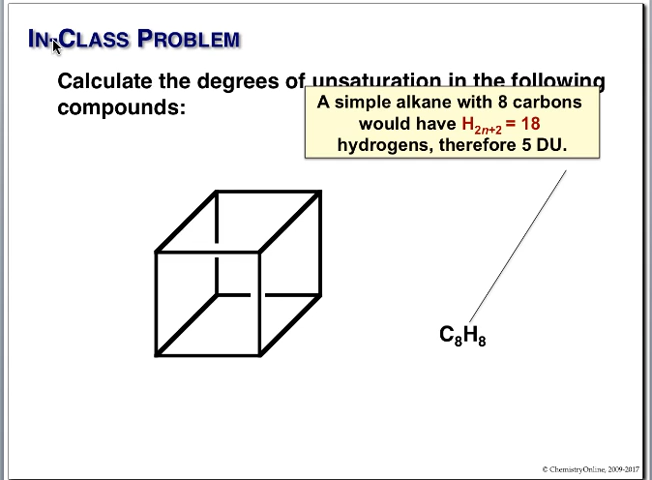 IN-CLASS PROBLEM
Calculate the degrees of unsaturation in the following
compounds:
A simple alkane with 8 carbons
would have H2n+2 = 18
hydrogens, therefore 5 DU.
C8H8
© ChemistryOnline, 2009-2017